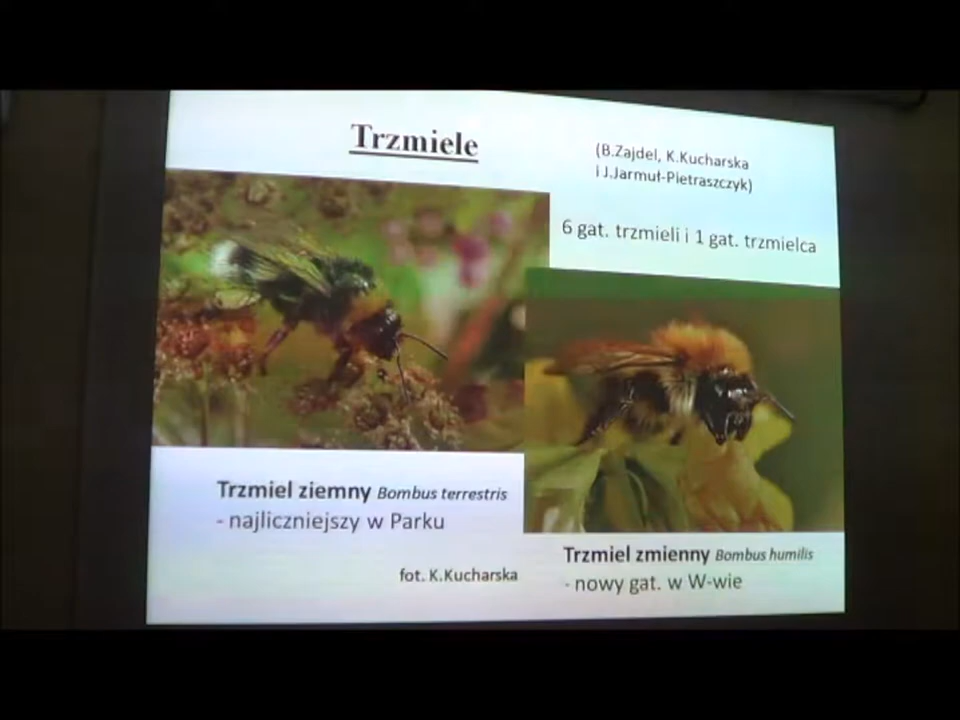 Trzmiele
(B.Zajdel, K.Kucharska
i J.Jarmuł-Pietraszczyk)
6 gat. trzmieli i 1 gat. trzmielca
Trzmiel ziemny Bombus terrestris
- najliczniejszy w Parku
fot. K.Kucharska
Trzmiel zmienny Bombus humilis
- nowy gat. w W-wie